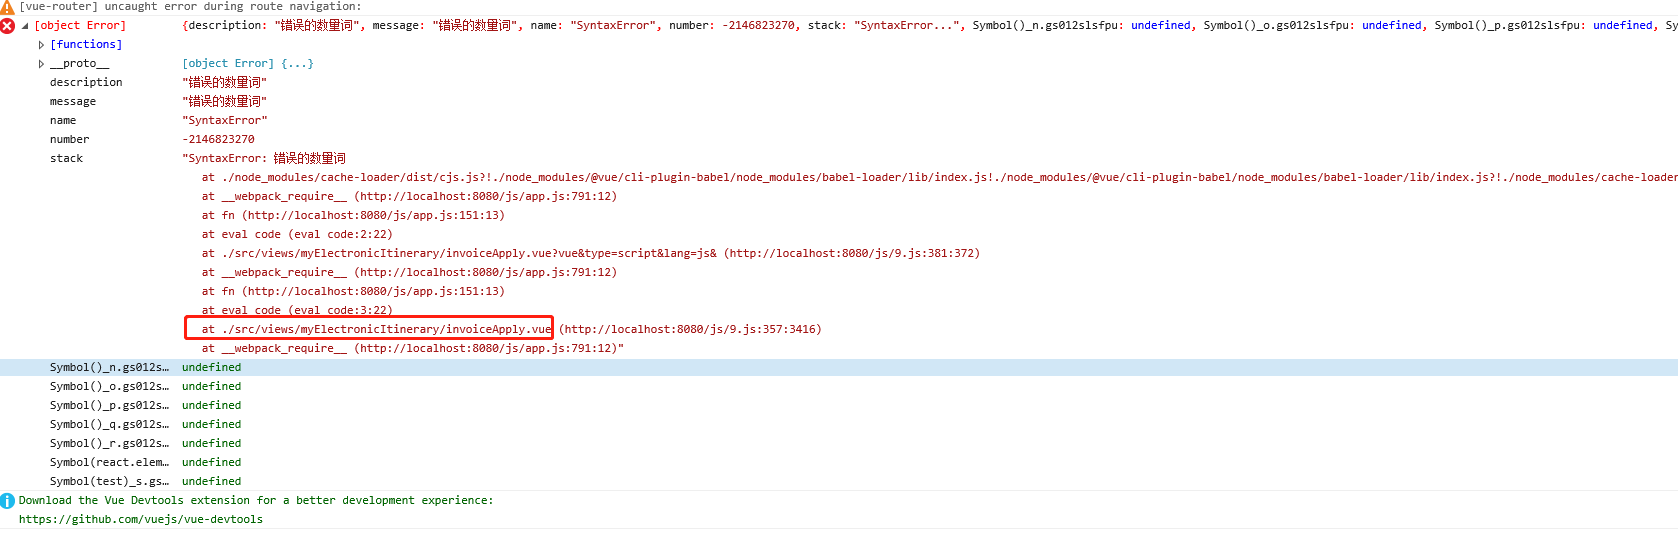 [vue-router] uncaught error during route navigation:
[object Error] {description: "错误的数量词", message: "错误的数量词", name: "SyntaxError", number: -2146823270, stack: "SyntaxError...", Symbol()_n.gs012slsfpu: undefined, Symbol()_o.gs012slsfpu: undefined, Symbol()_p.gs012slsfpu: undefined, Sy
[functions]
__proto__ [object Error] {...}
description "错误的数量词"
message "错误的数量词"
name "SyntaxError"
number -2146823270
stack "SyntaxError: 错误的数量词
at ./node_modules/cache-loader/dist/cjs.js?!./node_modules/@vue/cli-plugin-babel/node_modules/babel-loader/lib/index.js!./node_modules/@vue/cli-plugin-babel/node_modules/babel-loader/lib/index.js?!./node_modules/cache-loader
at __webpack_require__ (http://localhost:8080/js/app.js:791:12)
at fn (http://localhost:8080/js/app.js:151:13)
at eval code (eval code:2:22)
at ./src/views/myElectronicItinerary/invoiceApply.vue?vue&type=script&lang=js& (http://localhost:8080/js/9.js:381:372)
at __webpack_require__ (http://localhost:8080/js/app.js:791:12)
at fn (http://localhost:8080/js/app.js:151:13)
at eval code (eval code:3:22)
at ./src/views/myElectronicItinerary/invoiceApply.vue (http://localhost:8080/js/9.js:357:3416)
at __webpack_require__ (http://localhost:8080/js/app.js:791:12)"
Symbol()_n.gs012s... undefined
Symbol()_o.gs012s... undefined
Symbol()_p.gs012s... undefined
Symbol()_q.gs012s... undefined
Symbol()_r.gs012s... undefined
Symbol(react.elem... undefined
Symbol(test)_s.gs... undefined
Download the Vue Devtools extension for a better development experience:
https://github.com/vuejs/vue-devtools